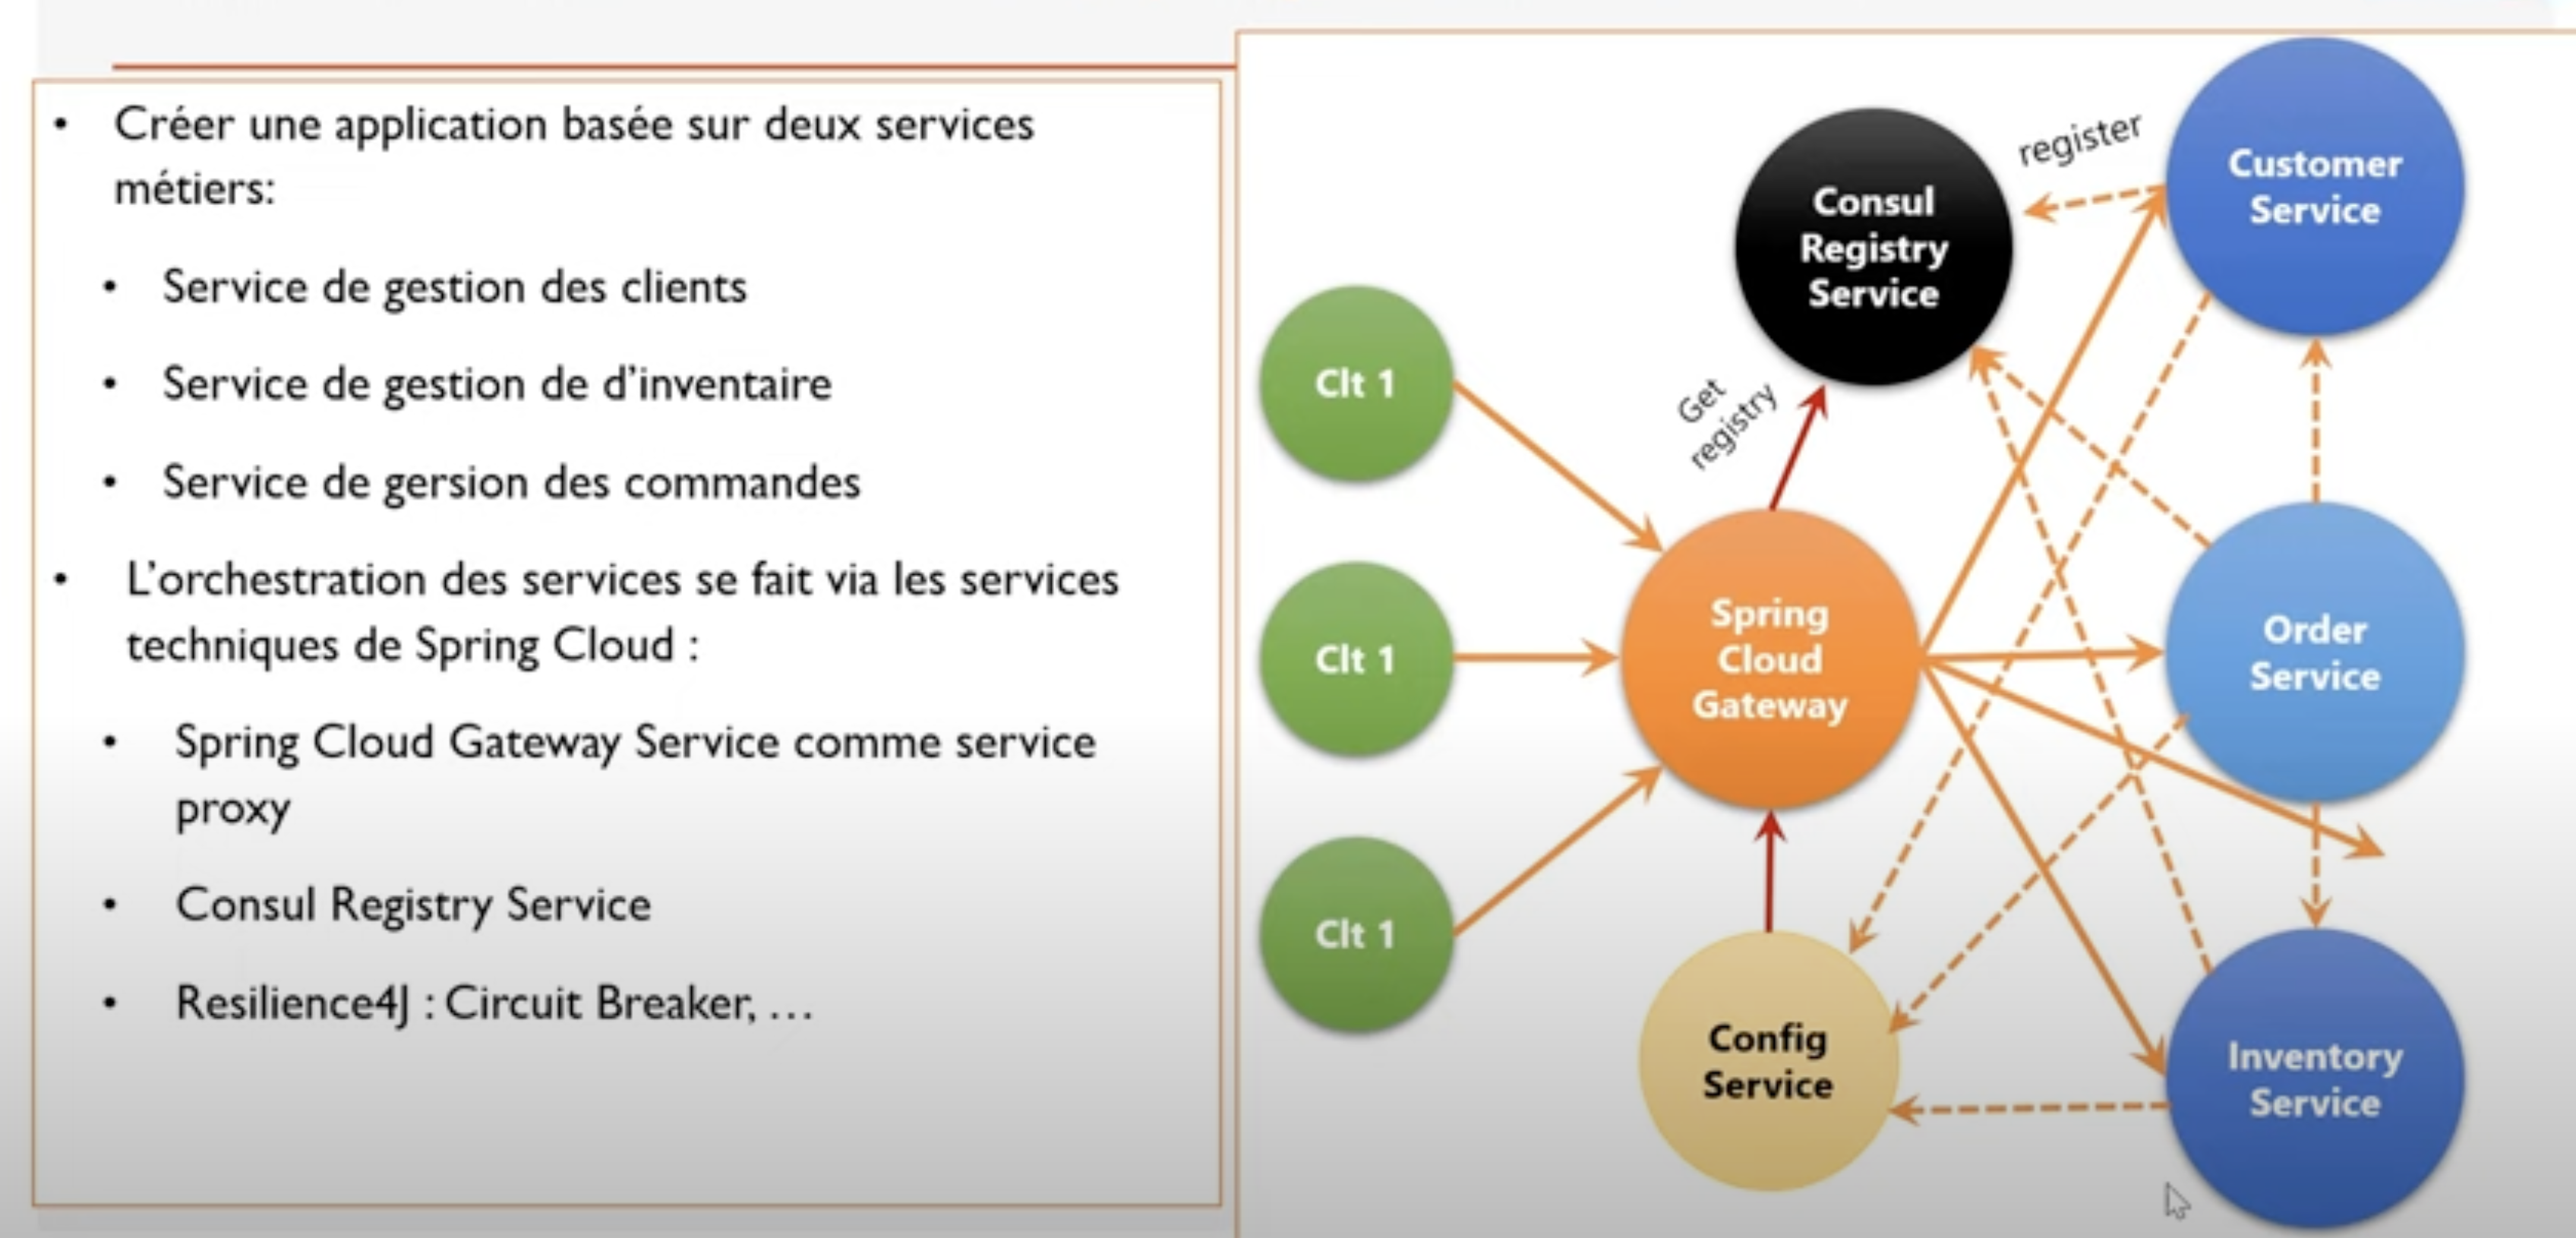 Créer une application basée sur deux services
métiers:
Service de gestion des clients
Service de gestion de d'inventaire
Service de gersion des commandes
L'orchestration des services se fait via les services
techniques de Spring Cloud :
Spring Cloud Gateway Service comme service
proxy
Consul Registry Service
Resilience4J : Circuit Breaker, …
Consul
Registry
Service
register
Customer
Service
Clt 1
Get
registry
Clt 1
Spring
Cloud
Gateway
Order
Service
Clt 1
Config
Service
Inventory
Service